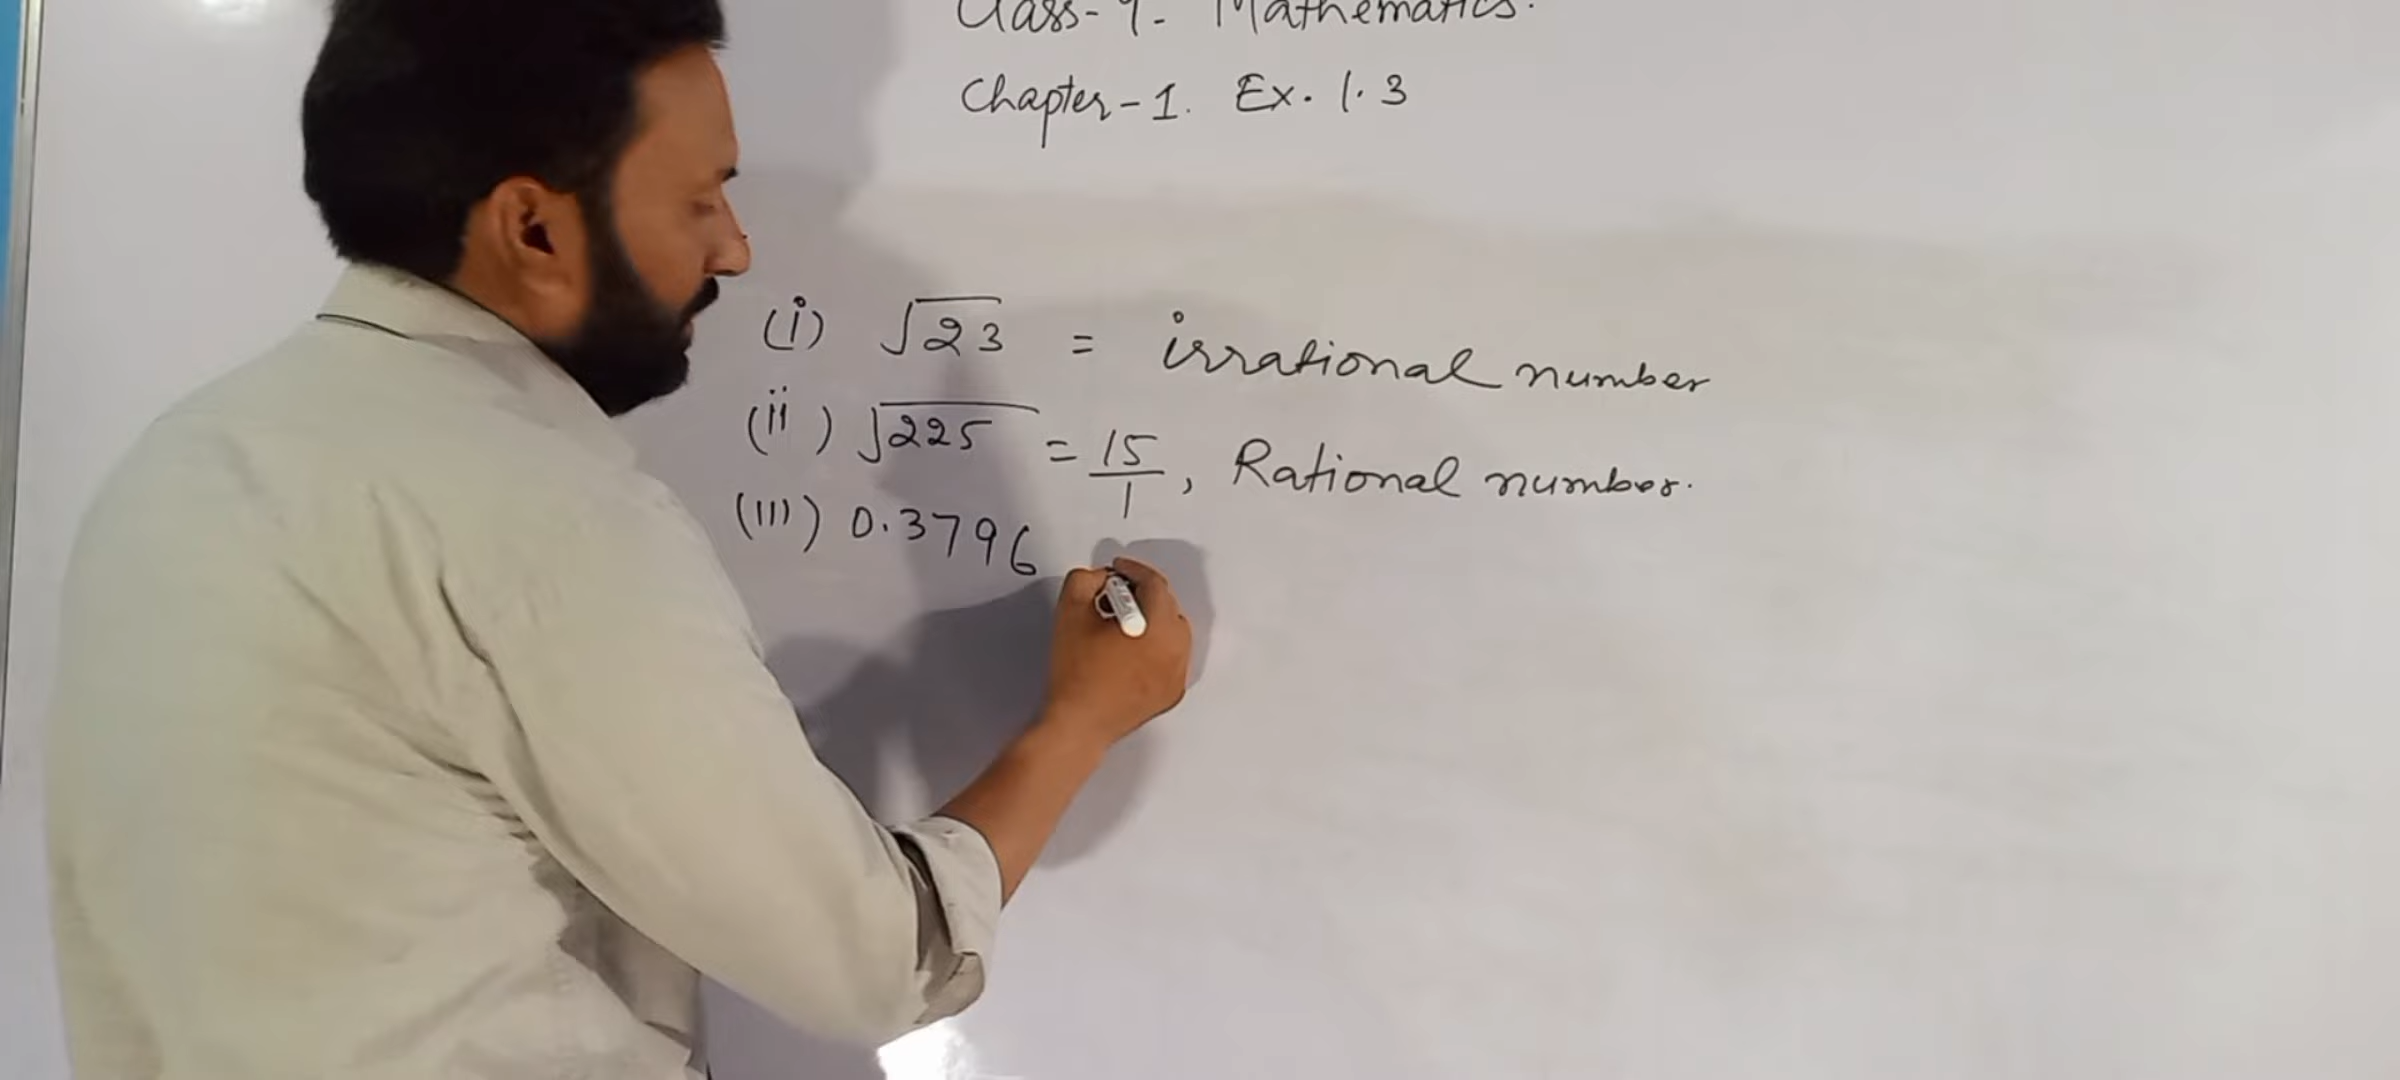 Class-9- Mathematics.
Chapter-1. Ex. 1.3
(i) √23 = irrational number
(ii) √225 = 15/1, Rational number.
(iii) 0.3796